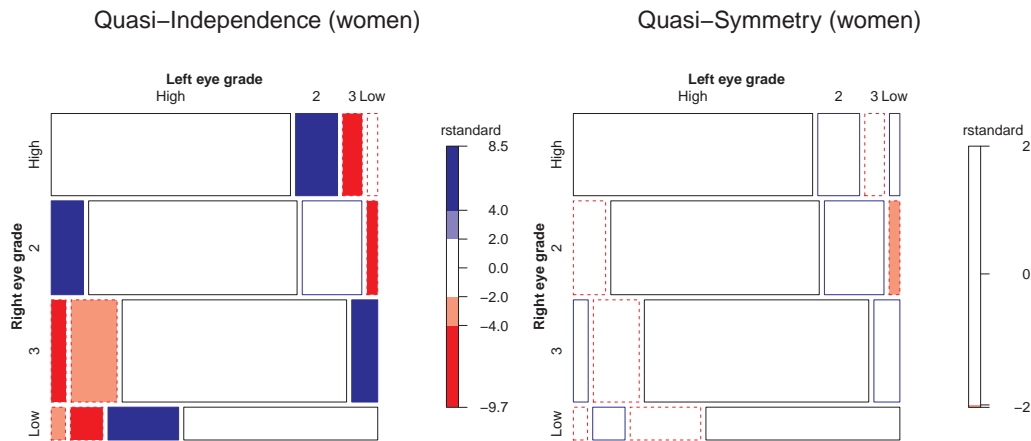 Quasi−Independence (women)
Left eye grade
High 2 3 Low
Right eye grade
High
2
3
Low
rstandard
8.5
4.0
2.0
0.0
−2.0
−4.0
−9.7
Quasi−Symmetry (women)
Left eye grade
High 2 3 Low
Right eye grade
High
2
3
Low
rstandard
2
0
−2